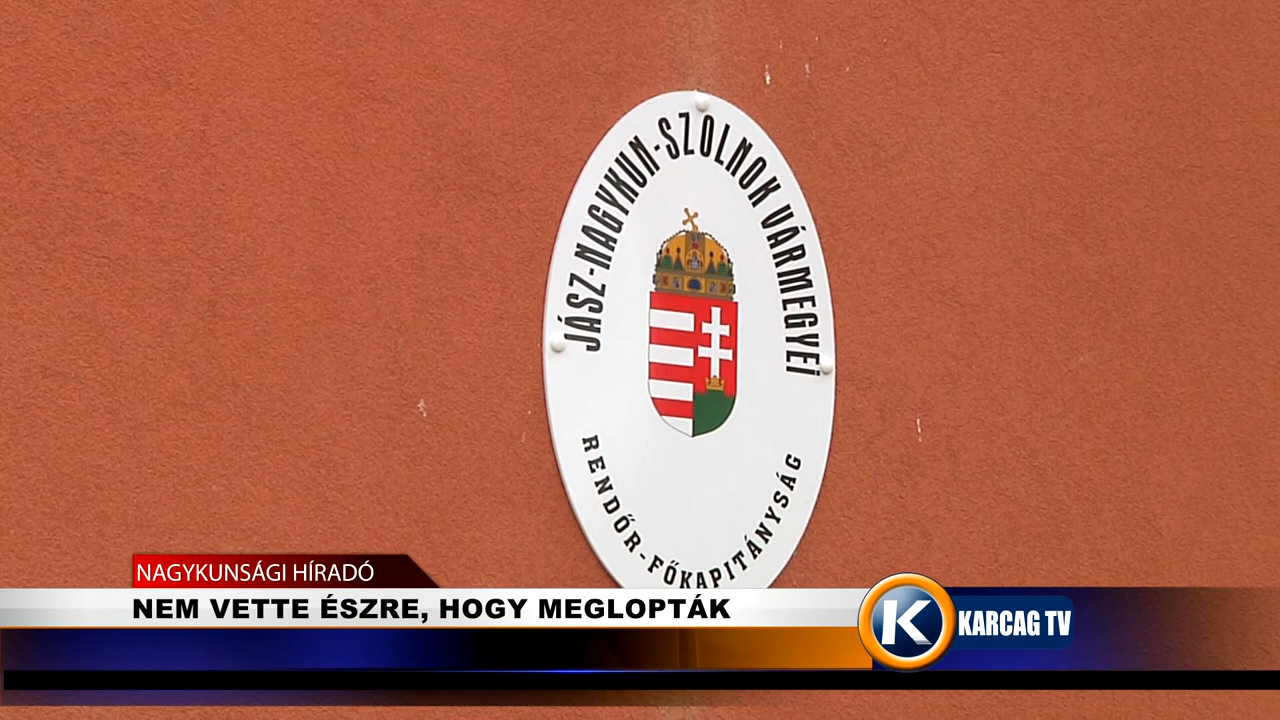 JÁSZ-NAGYKUN-SZOLNOK VÁRMEGYEI
RENDŐR-FŐKAPITÁNYSÁG
NAGYKUNSÁGI HÍRADÓ
NEM VETTE ÉSZRE, HOGY MEGLOPTÁK
K KARCAG TV